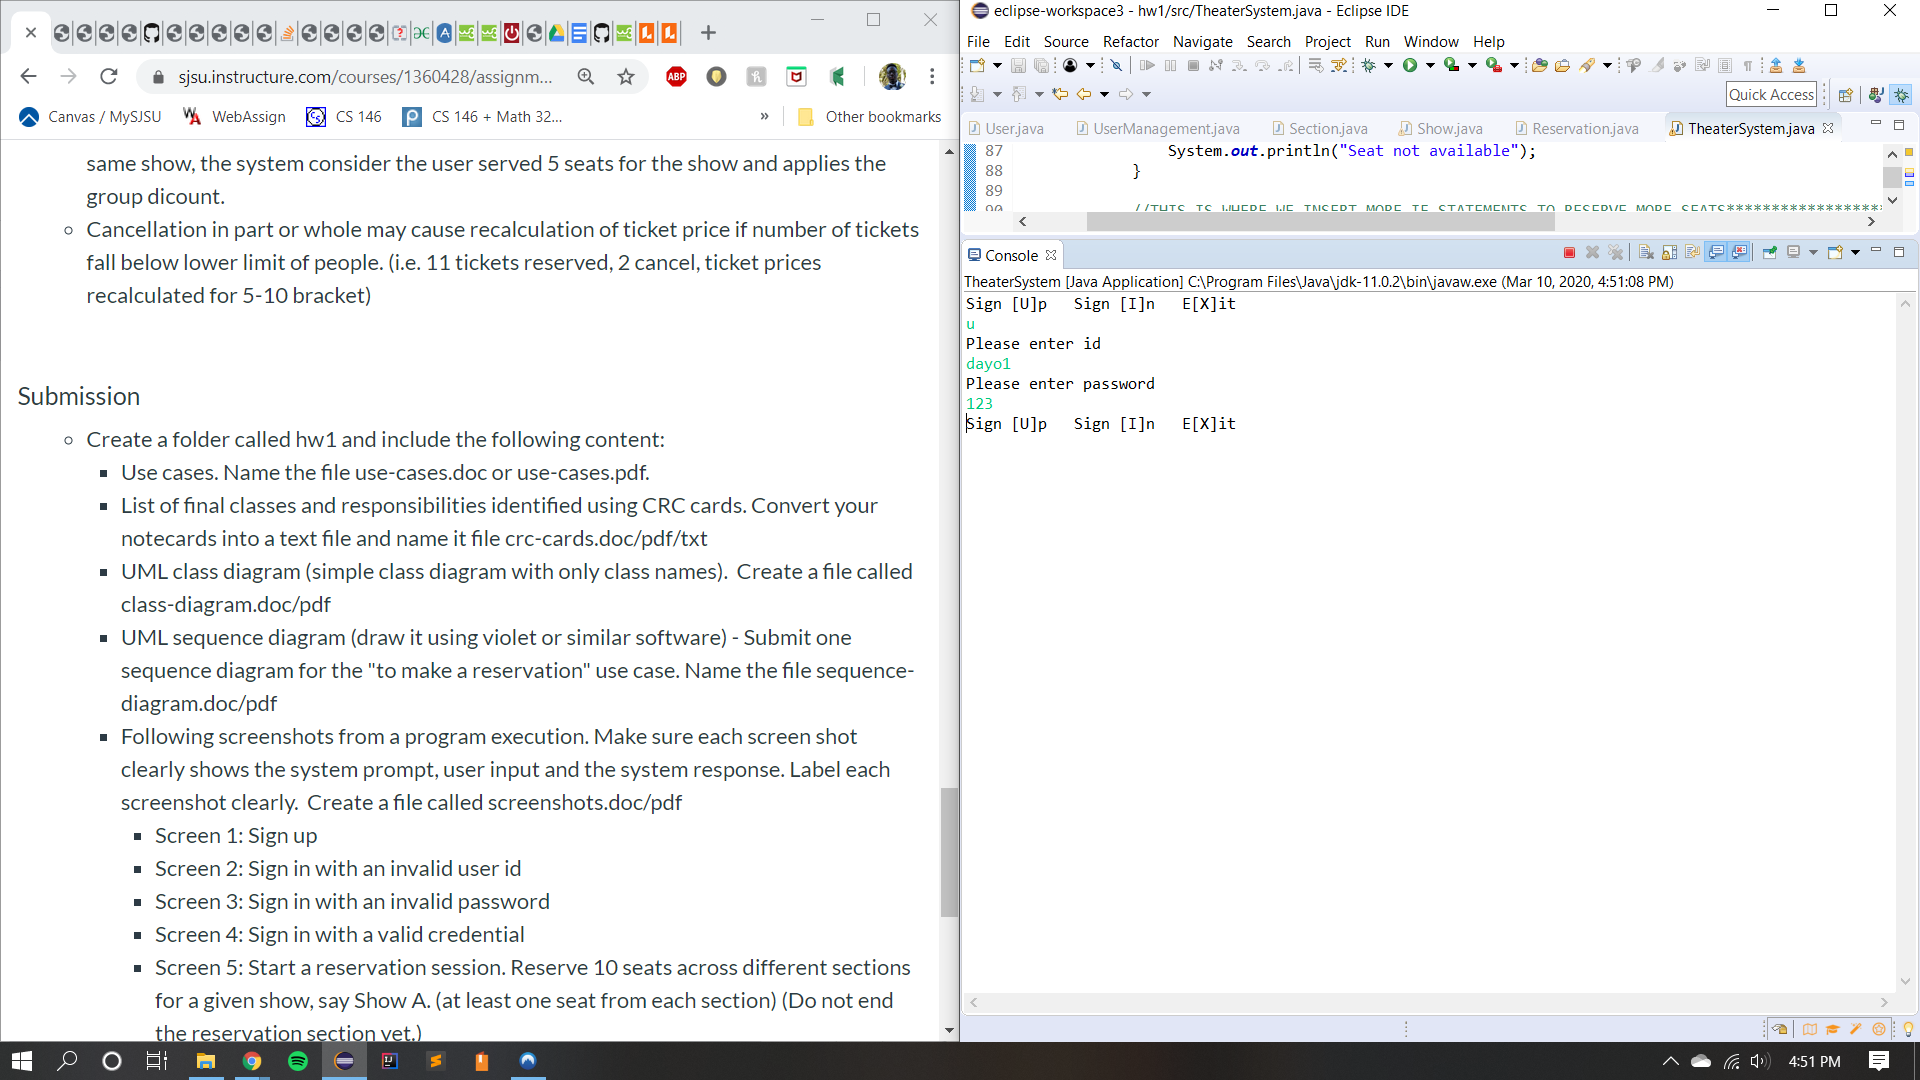 sjsu.instructure.com/courses/1360428/assignm...
Canvas / MySJSU
WebAssign
CS 146
CS 146 + Math 32...
»
Other bookmarks
same show, the system consider the user served 5 seats for the show and applies the
group dicount.
Cancellation in part or whole may cause recalculation of ticket price if number of tickets
fall below lower limit of people. (i.e. 11 tickets reserved, 2 cancel, ticket prices
recalculated for 5-10 bracket)
Submission
Create a folder called hw1 and include the following content:
Use cases. Name the file use-cases.doc or use-cases.pdf.
List of final classes and responsibilities identified using CRC cards. Convert your
notecards into a text file and name it file crc-cards.doc/pdf/txt
UML class diagram (simple class diagram with only class names).  Create a file called
class-diagram.doc/pdf
UML sequence diagram (draw it using violet or similar software) - Submit one
sequence diagram for the "to make a reservation" use case. Name the file sequence-
diagram.doc/pdf
Following screenshots from a program execution. Make sure each screen shot
clearly shows the system prompt, user input and the system response. Label each
screenshot clearly.  Create a file called screenshots.doc/pdf
Screen 1: Sign up
Screen 2: Sign in with an invalid user id
Screen 3: Sign in with an invalid password
Screen 4: Sign in with a valid credential
Screen 5: Start a reservation session. Reserve 10 seats across different sections
for a given show, say Show A. (at least one seat from each section) (Do not end
the reservation section yet.)
eclipse-workspace3 - hw1/src/TheaterSystem.java - Eclipse IDE
File Edit Source Refactor Navigate Search Project Run Window Help
Quick Access
User.java
UserManagement.java
Section.java
Show.java
Reservation.java
TheaterSystem.java
87 System.out.println("Seat not available");
88 }
89
90 //THIS IS WHERE WE INSERT MORE IF STATEMENTS TO RESERVE MORE SEATS*******************
Console
TheaterSystem [Java Application] C:\Program Files\Java\jdk-11.0.2\bin\javaw.exe (Mar 10, 2020, 4:51:08 PM)
Sign [U]p   Sign [I]n   E[X]it
u
Please enter id
dayo1
Please enter password
123
Sign [U]p   Sign [I]n   E[X]it
4:51 PM